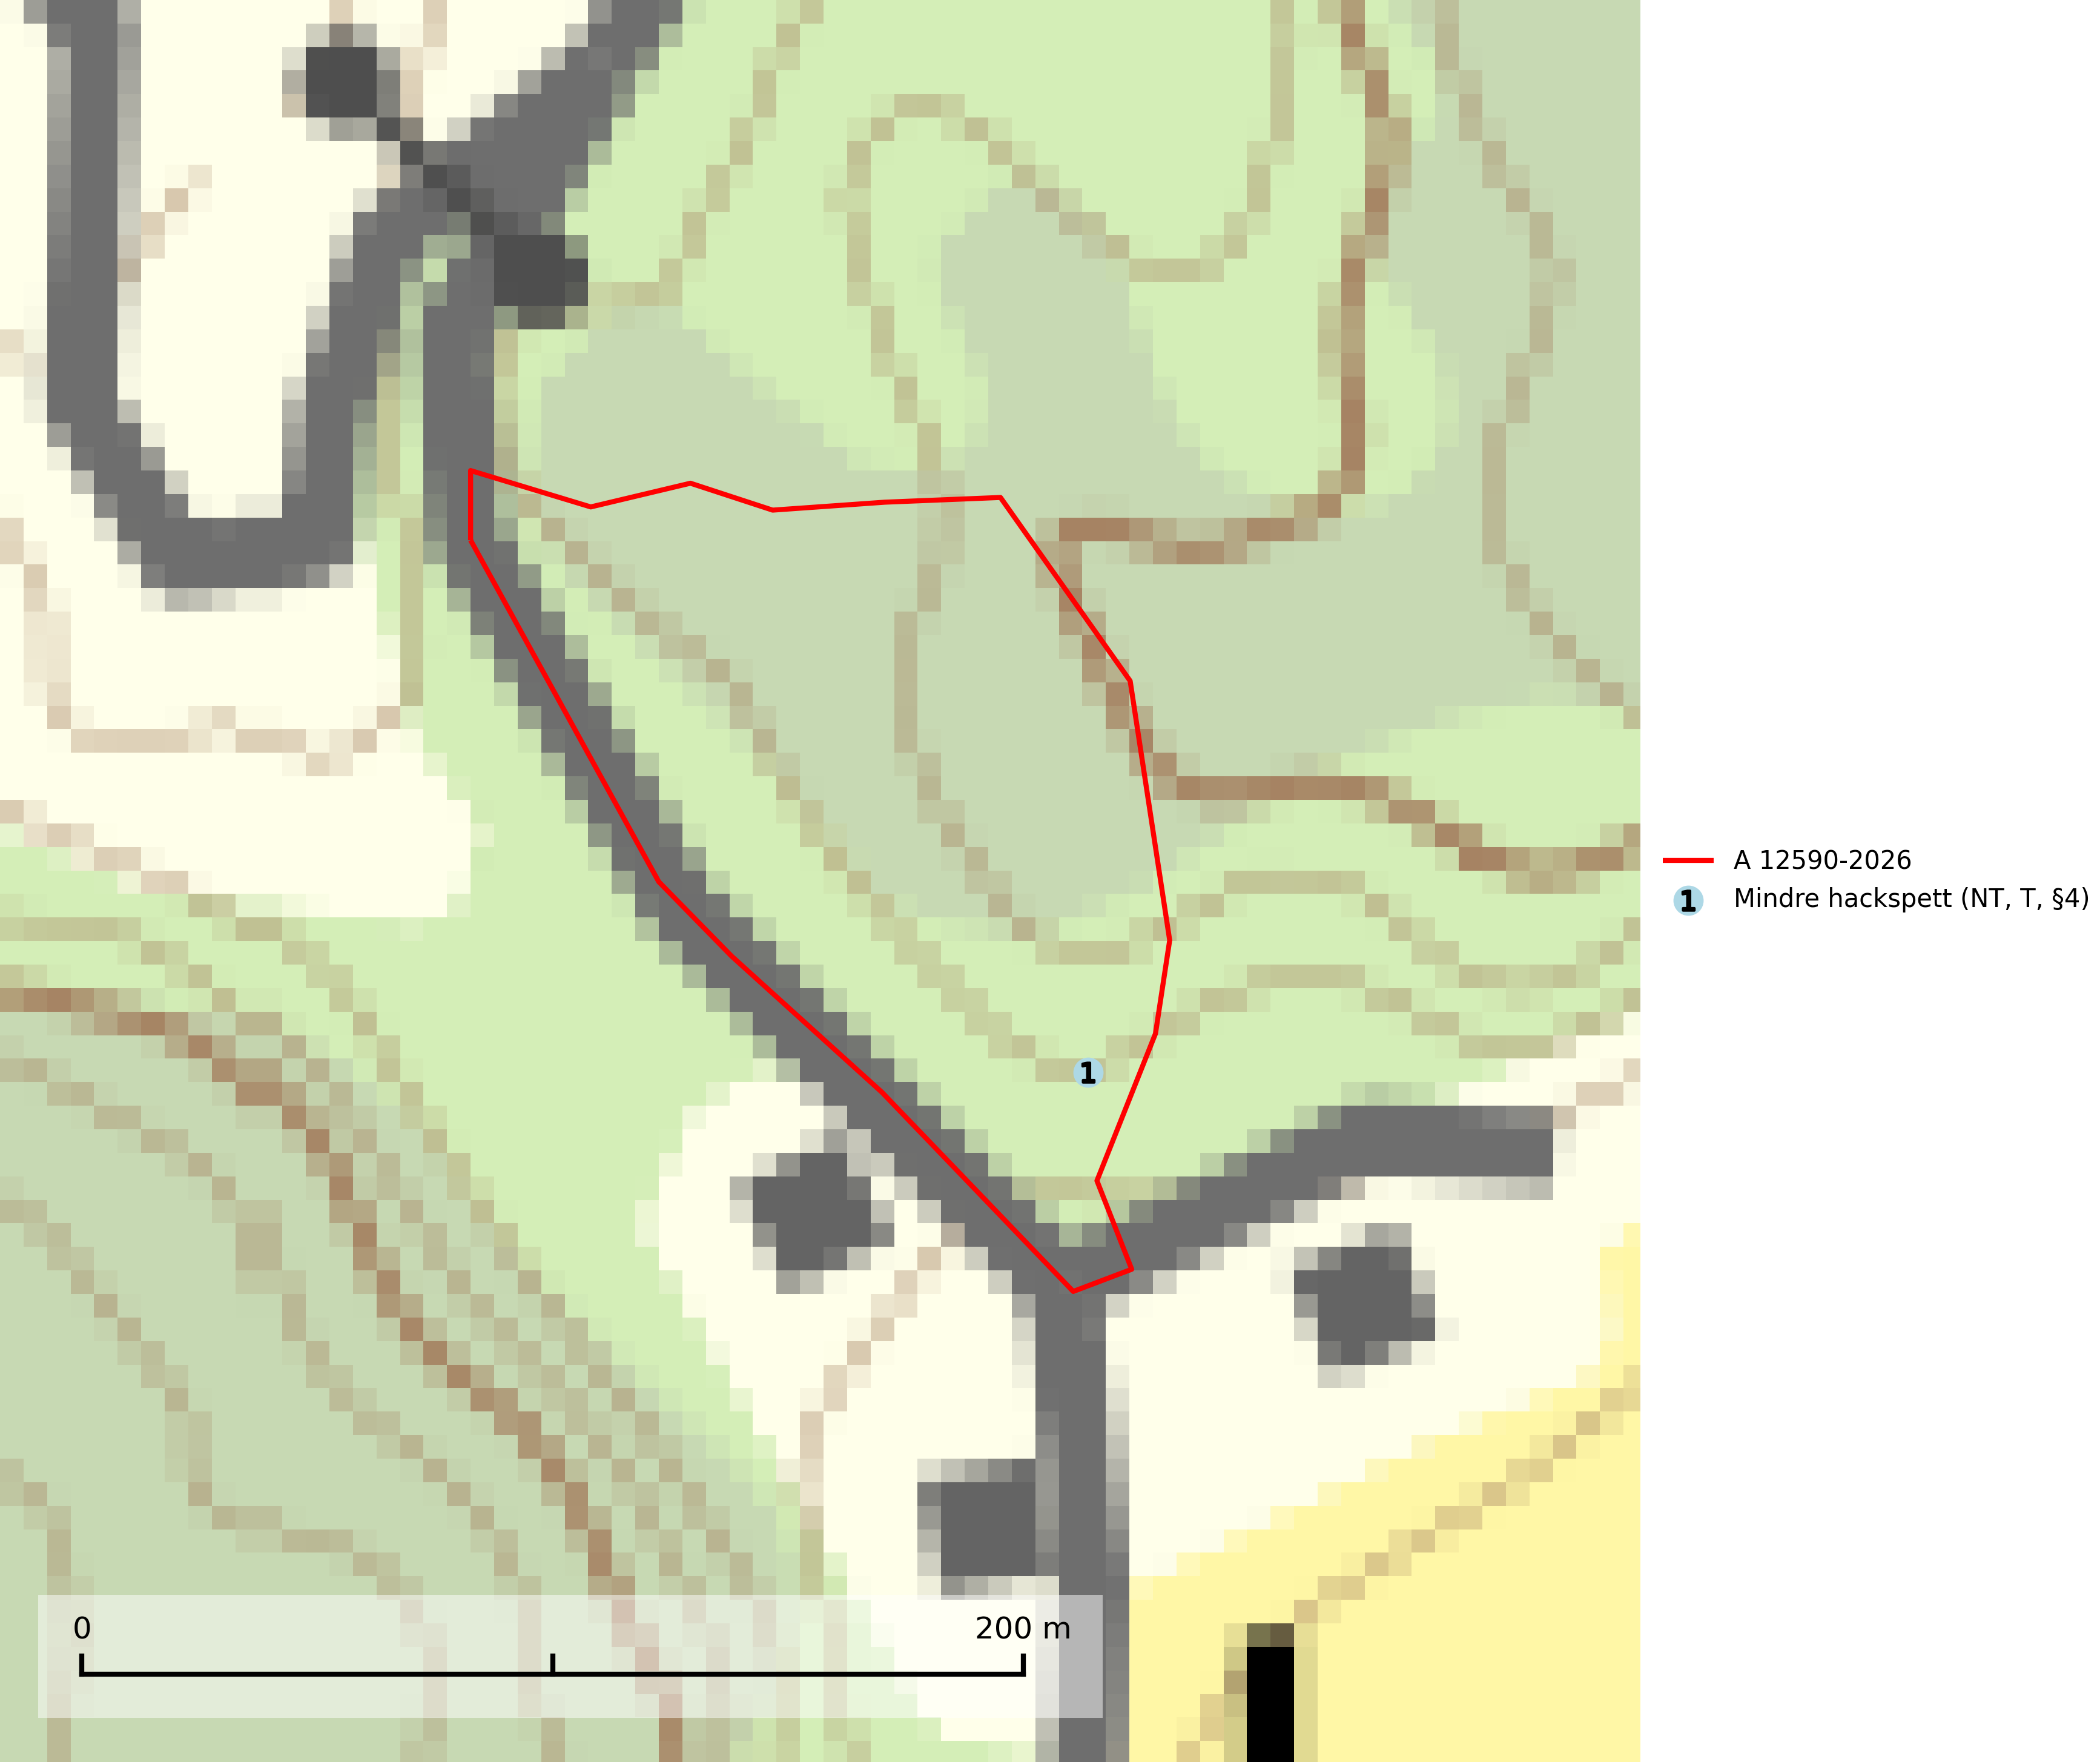 A 12590-2026
1 Mindre hackspett (NT, T, §4)
1
0 200 m